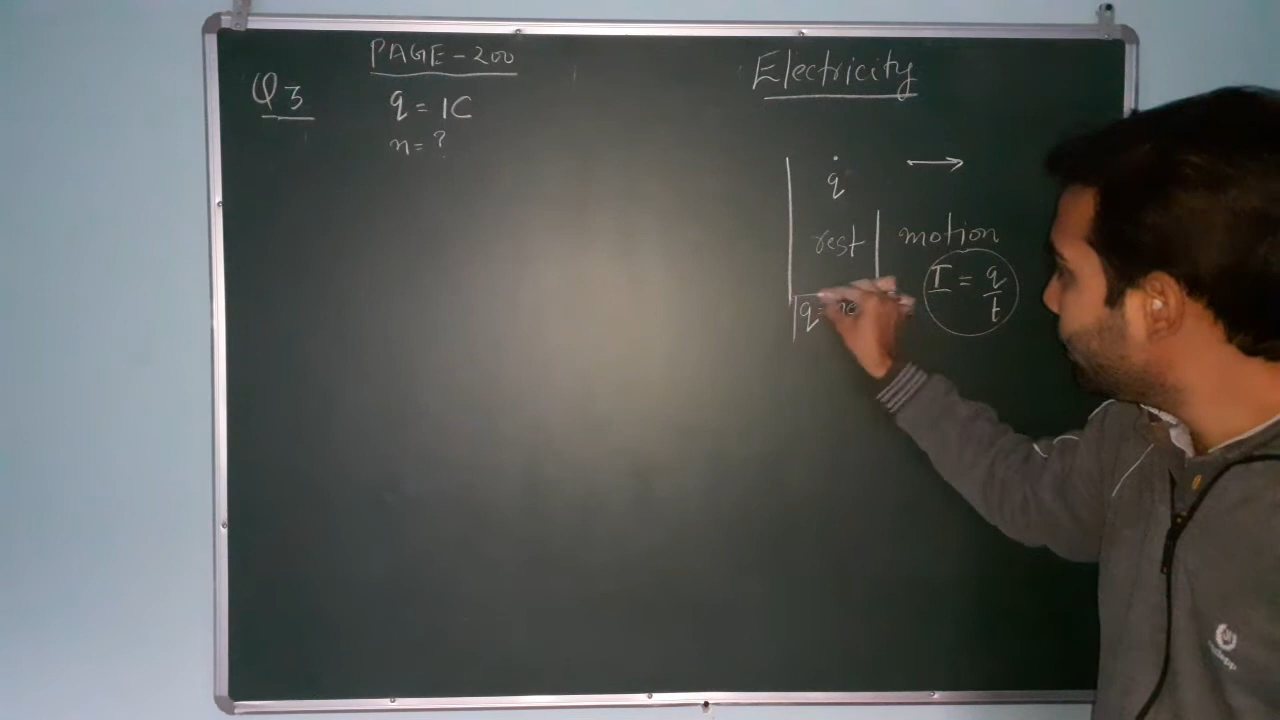 PAGE-200
Electricity
Q3
q = 1C
n = ?
q
rest
motion
I = q/t
q =